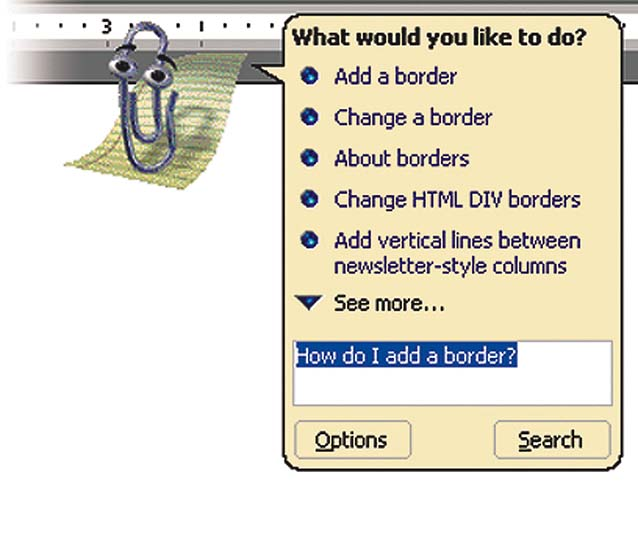 3
What would you like to do?
Add a border
Change a border
About borders
Change HTML DIV borders
Add vertical lines between
newsletter-style columns
See more...
How do I add a border?
Options
Search